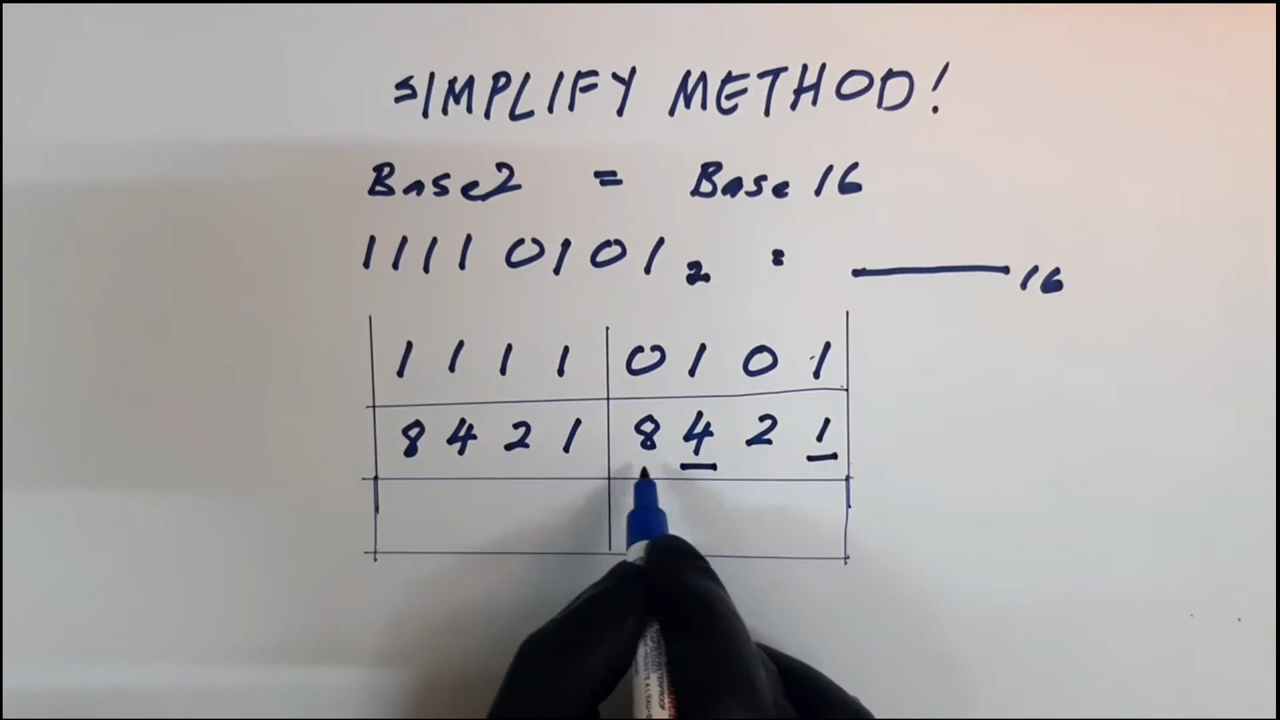 SIMPLIFY METHOD!
Base2 = Base 16
11110101₂ : ______₁₆
1 1 1 1 0 1 0 1
8 4 2 1 8 4 2 1